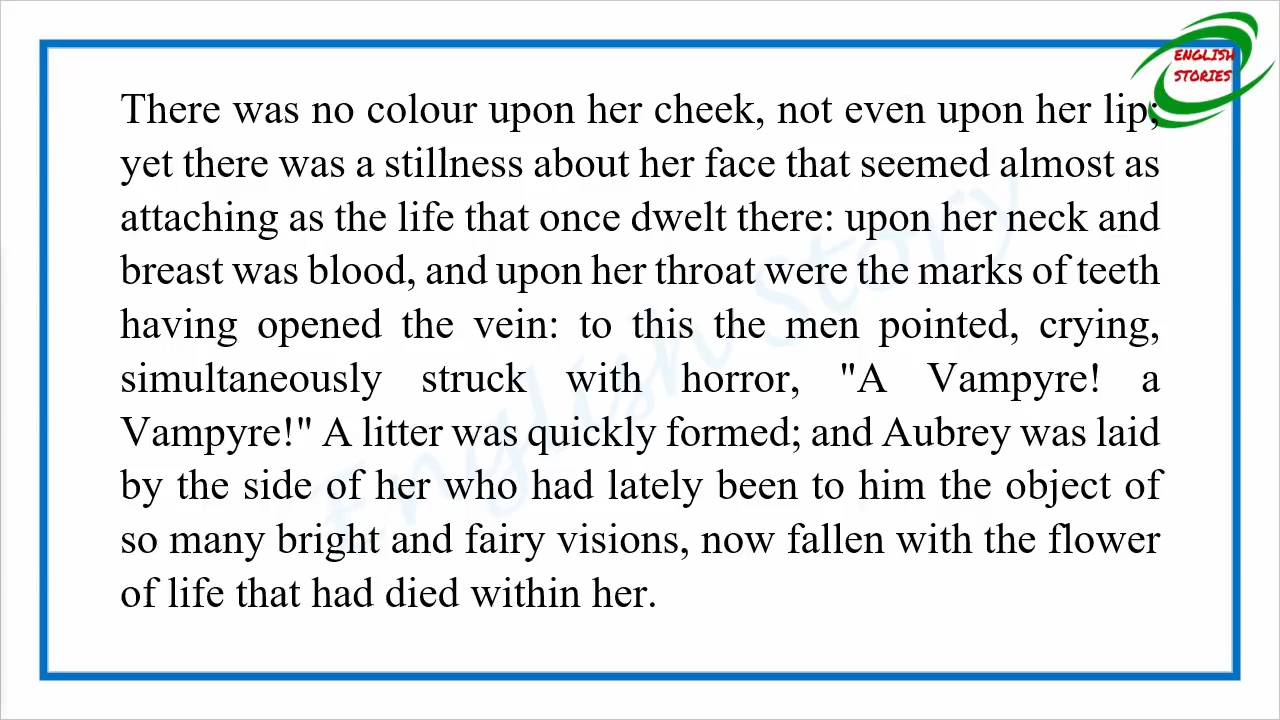 ENGLISH
STORIES
There was no colour upon her cheek, not even upon her lip;
yet there was a stillness about her face that seemed almost as
attaching as the life that once dwelt there: upon her neck and
breast was blood, and upon her throat were the marks of teeth
having opened the vein: to this the men pointed, crying,
simultaneously struck with horror, "A Vampyre! a
Vampyre!" A litter was quickly formed; and Aubrey was laid
by the side of her who had lately been to him the object of
so many bright and fairy visions, now fallen with the flower
of life that had died within her.
English Story